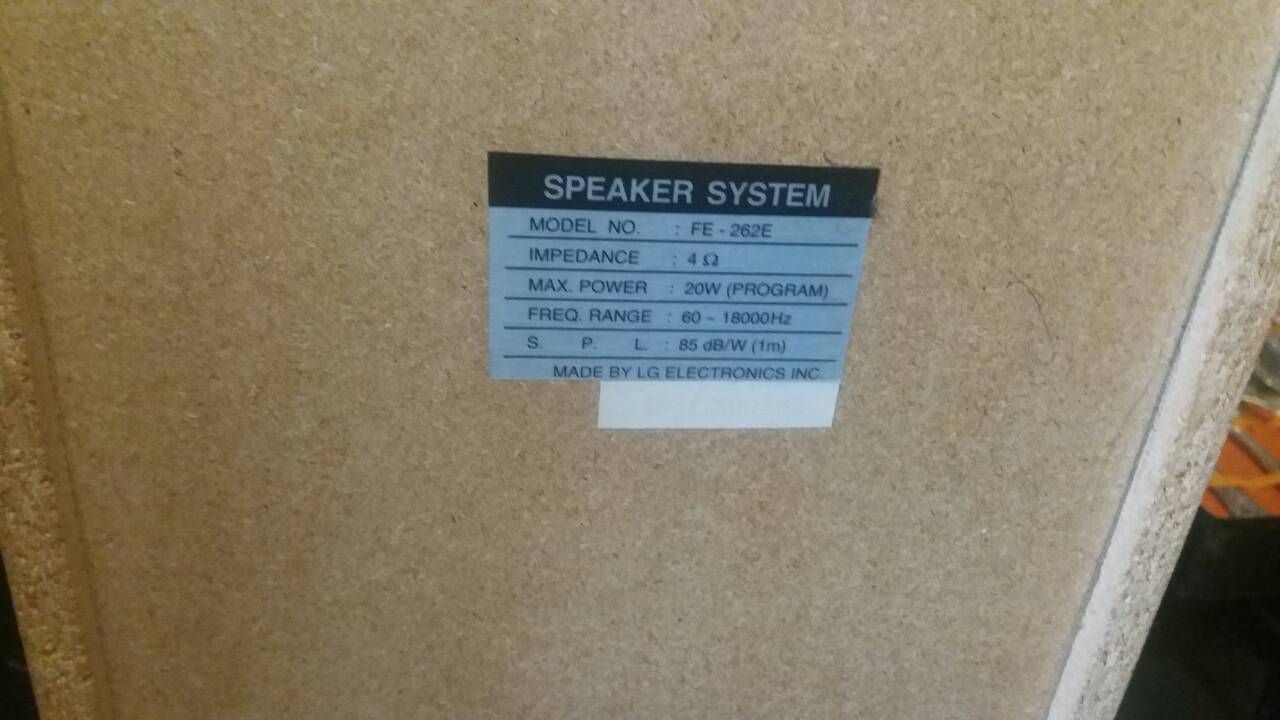 SPEAKER SYSTEM
MODEL NO. : FE - 262E
IMPEDANCE : 4 Ω
MAX. POWER : 20W (PROGRAM)
FREQ. RANGE : 60 ~ 18000Hz
S. P. L. : 85 dB/W (1m)
MADE BY LG ELECTRONICS INC.